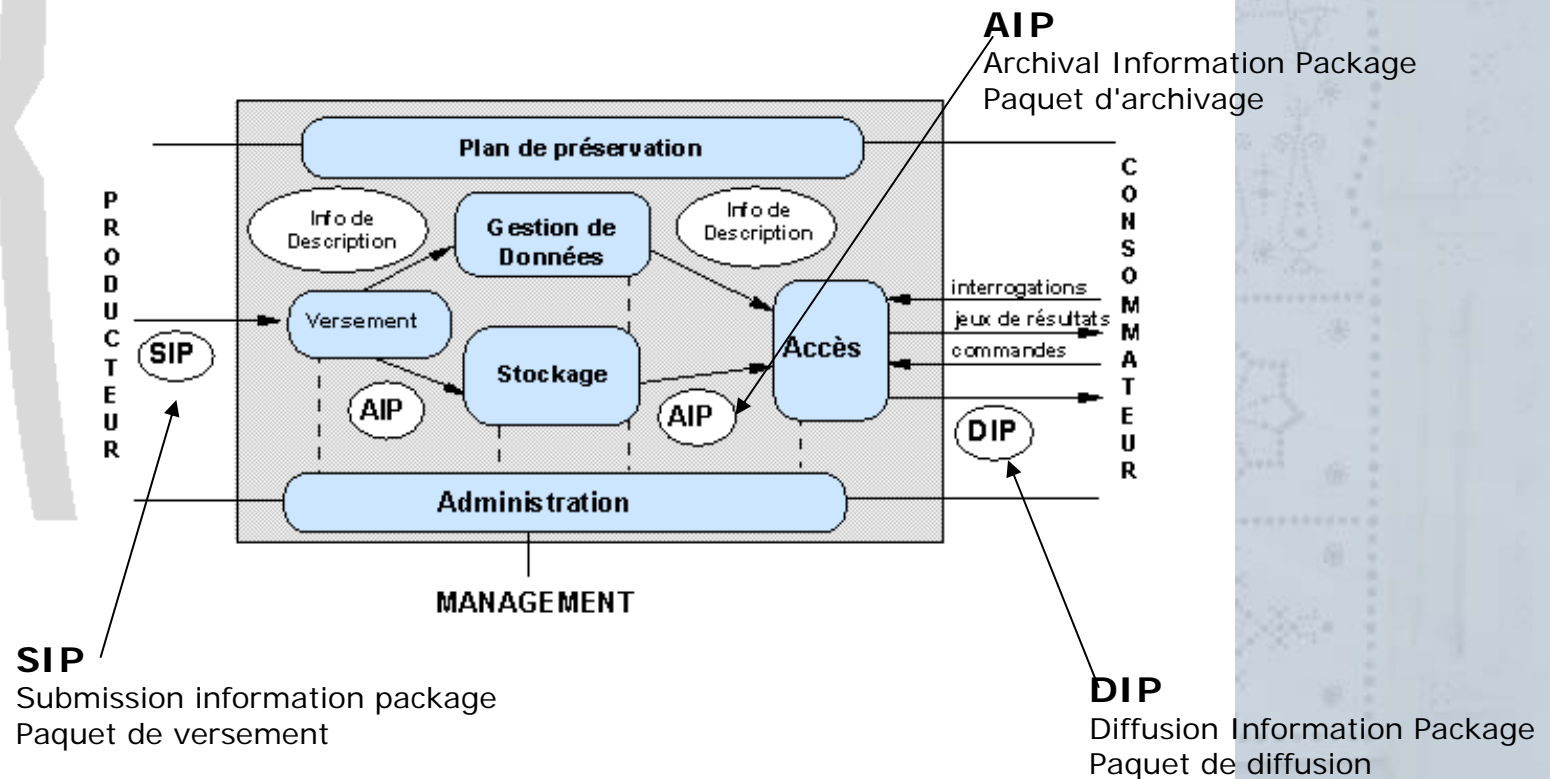 AIP
Archival Information Package
Paquet d'archivage
Plan de préservation
PRODUCTEUR
CONSOMMATEUR
Info de
Description
Gestion de
Données
Info de
Description
interrogations
Versement
jeux de résultats
SIP
Accès
commandes
Stockage
AIP
AIP
DIP
Administration
MANAGEMENT
SIP
Submission information package
Paquet de versement
DIP
Diffusion Information Package
Paquet de diffusion